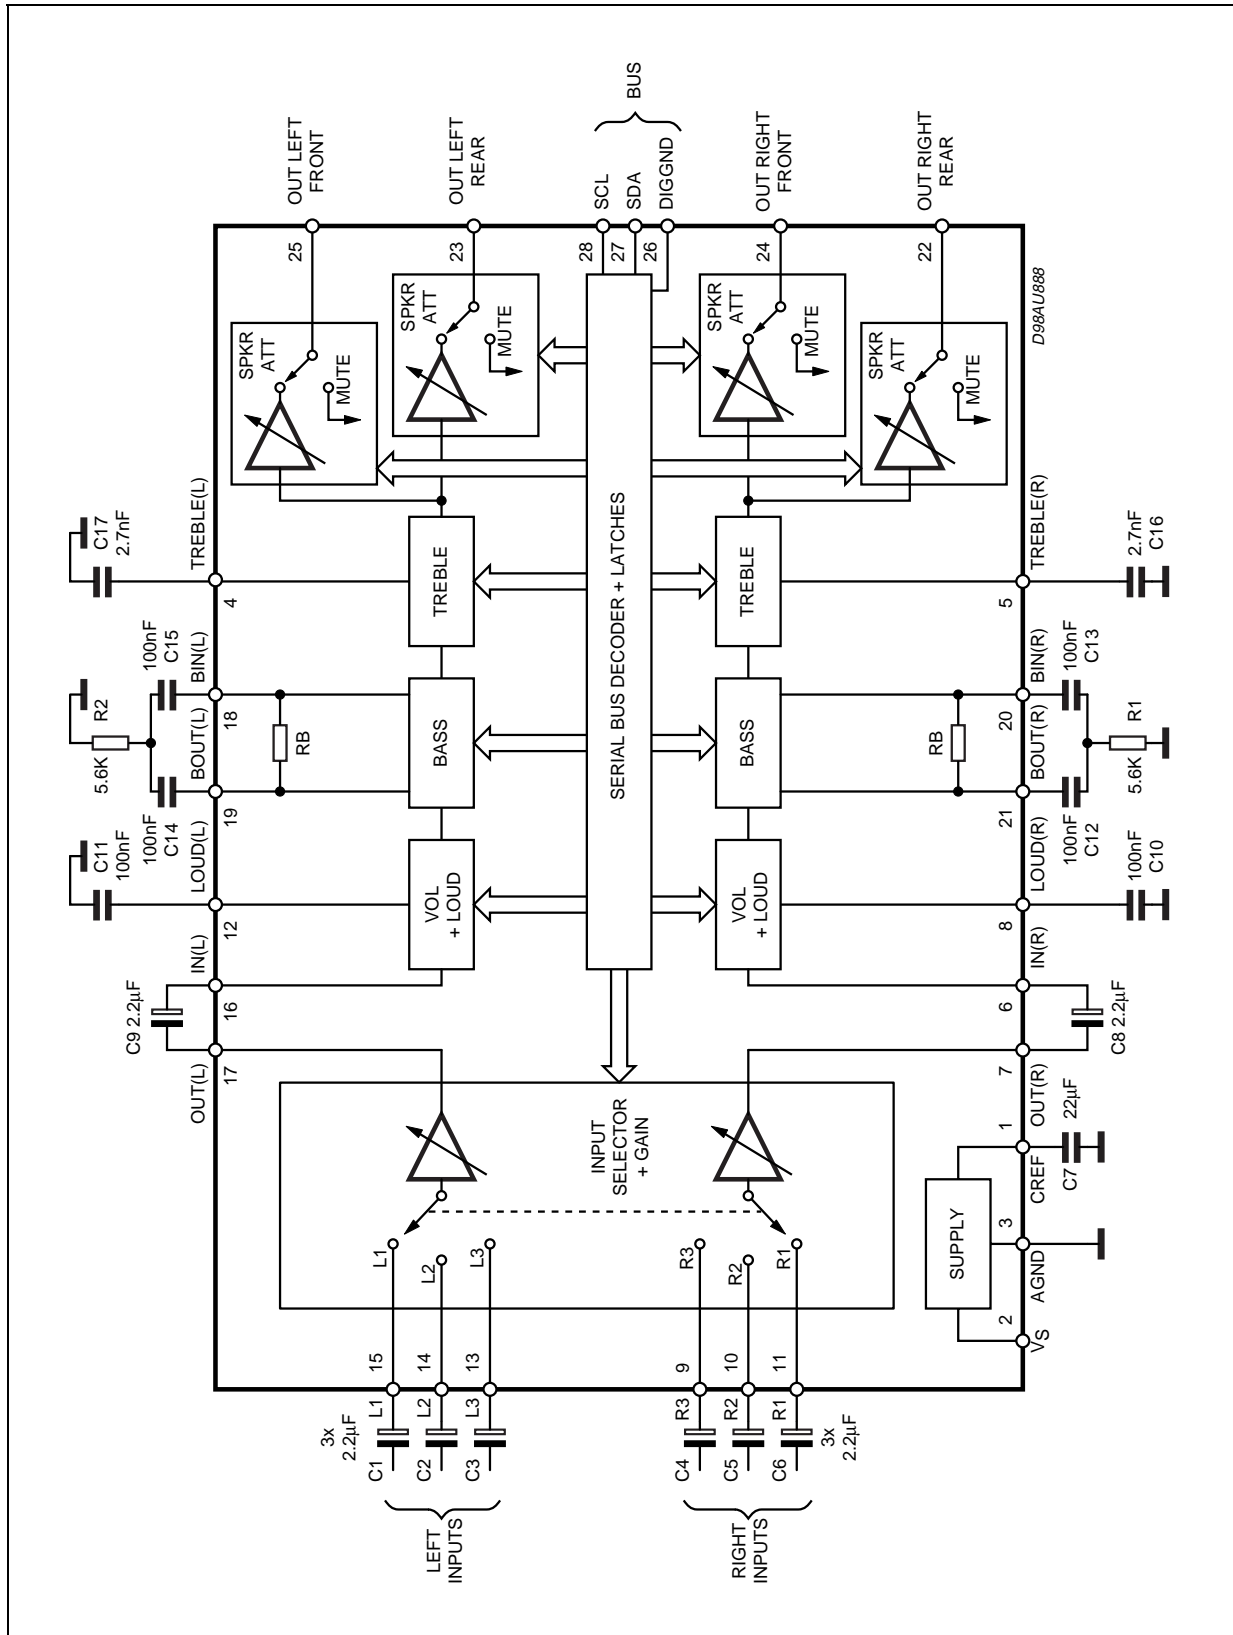 3x
2.2μF
C1
C2
C3
L1
L2
L3
15
14
13
LEFT
INPUTS
C4
C5
C6
R3
R2
R1
9
10
11
3x
2.2μF
RIGHT
INPUTS
L1
L2
L3
R3
R2
R1
INPUT
SELECTOR
+ GAIN
OUT(L)
17
C9 2.2μF
16
IN(L)
12
LOUD(L)
C11
100nF
19
BOUT(L)
100nF
C14
5.6K
R2
18
BIN(L)
100nF
C15
4
TREBLE(L)
C17
2.7nF
RB
VOL
+ LOUD
BASS
TREBLE
SPKR
ATT
MUTE
25
OUT LEFT
FRONT
SPKR
ATT
MUTE
23
OUT LEFT
REAR
SERIAL BUS DECODER + LATCHES
28
27
26
SCL
SDA
DIGGND
BUS
VOL
+ LOUD
BASS
TREBLE
RB
SPKR
ATT
MUTE
24
OUT RIGHT
FRONT
SPKR
ATT
MUTE
22
OUT RIGHT
REAR
SUPPLY
2
VS
3
AGND
1
CREF
C7
22μF
7
OUT(R)
C8 2.2μF
6
IN(R)
8
LOUD(R)
100nF
C10
21
BOUT(R)
100nF
C12
5.6K
R1
20
BIN(R)
100nF
C13
5
TREBLE(R)
2.7nF
C16
D98AU888